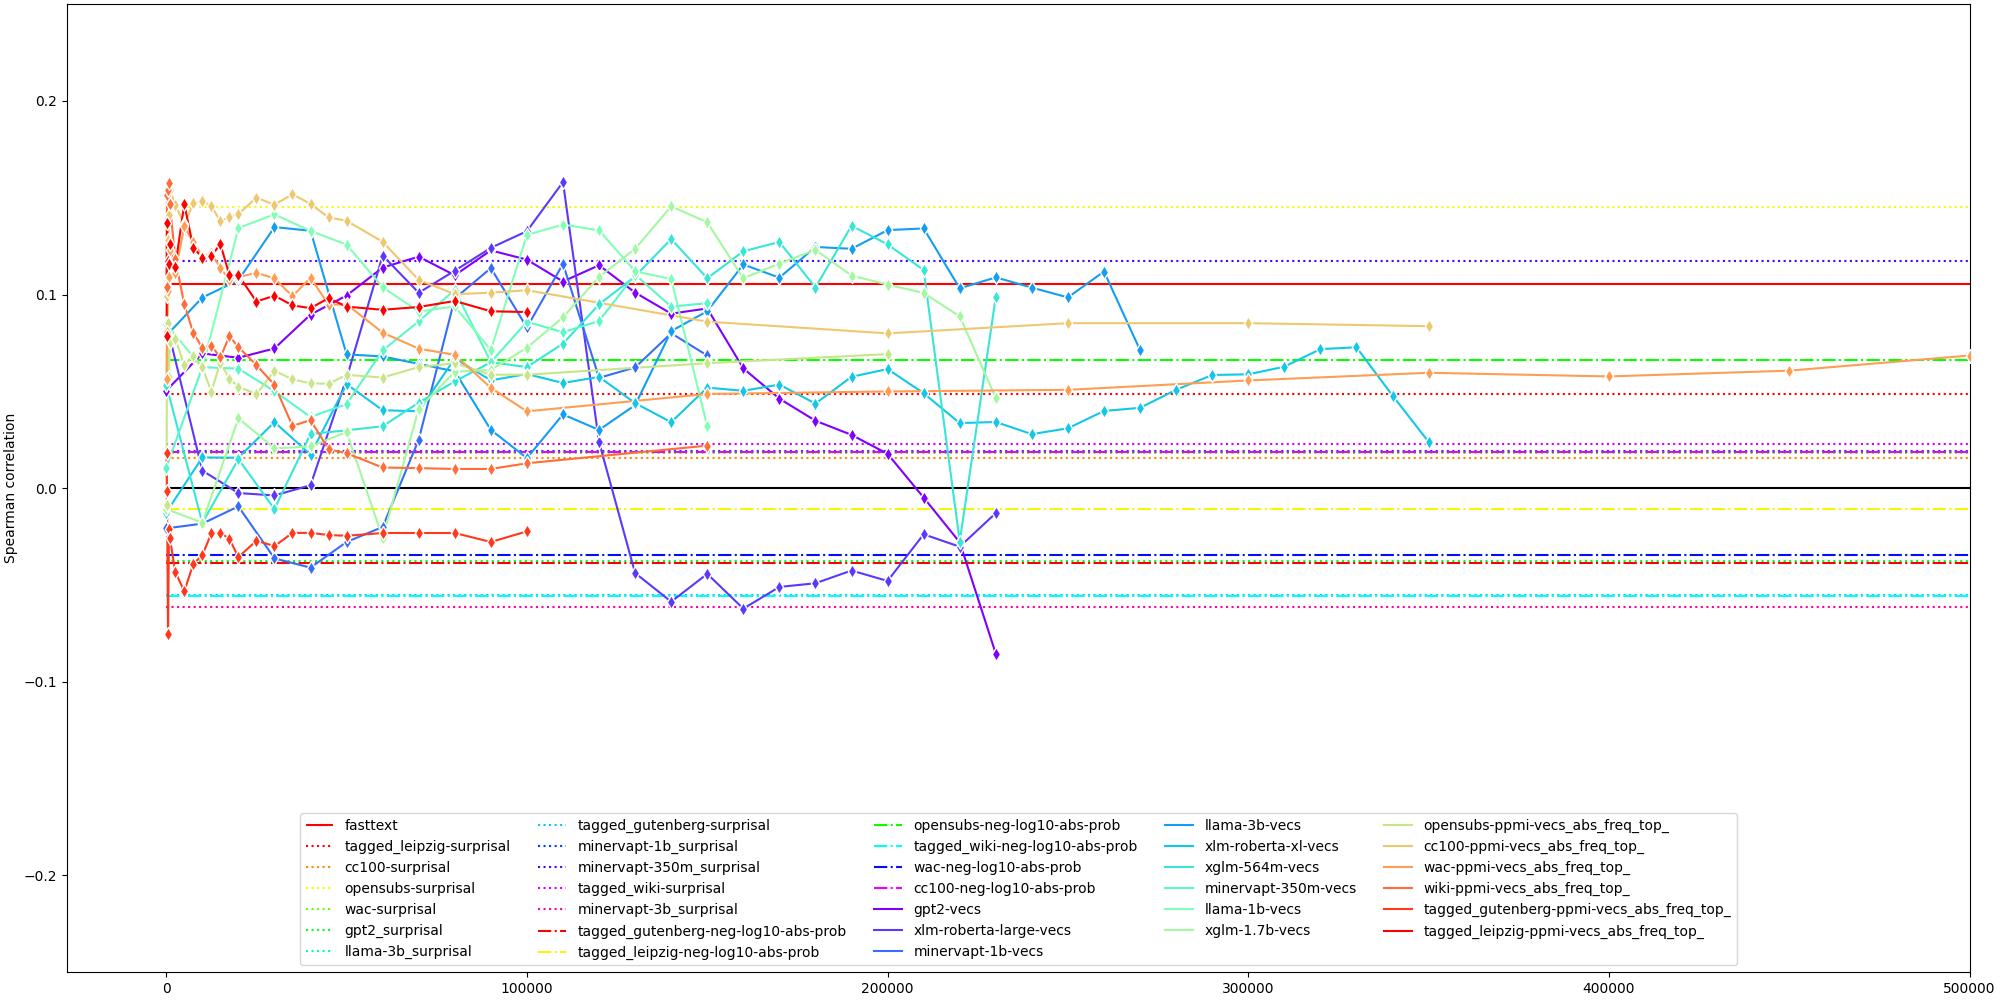 0.2
0.1
0.0
−0.1
−0.2
Spearman correlation
0
100000
200000
300000
400000
500000
fasttext
tagged_leipzig-surprisal
cc100-surprisal
opensubs-surprisal
wac-surprisal
gpt2_surprisal
llama-3b_surprisal
tagged_gutenberg-surprisal
minervapt-1b_surprisal
minervapt-350m_surprisal
tagged_wiki-surprisal
minervapt-3b_surprisal
tagged_gutenberg-neg-log10-abs-prob
tagged_leipzig-neg-log10-abs-prob
opensubs-neg-log10-abs-prob
tagged_wiki-neg-log10-abs-prob
wac-neg-log10-abs-prob
cc100-neg-log10-abs-prob
gpt2-vecs
xlm-roberta-large-vecs
minervapt-1b-vecs
llama-3b-vecs
xlm-roberta-xl-vecs
xglm-564m-vecs
minervapt-350m-vecs
llama-1b-vecs
xglm-1.7b-vecs
opensubs-ppmi-vecs_abs_freq_top_
cc100-ppmi-vecs_abs_freq_top_
wac-ppmi-vecs_abs_freq_top_
wiki-ppmi-vecs_abs_freq_top_
tagged_gutenberg-ppmi-vecs_abs_freq_top_
tagged_leipzig-ppmi-vecs_abs_freq_top_